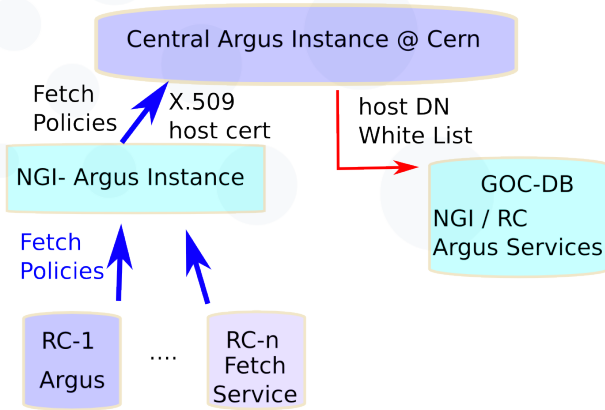 Central Argus Instance @ Cern
Fetch
Policies
X.509
host cert
host DN
White List
NGI- Argus Instance
GOC-DB
NGI / RC
Argus Services
Fetch
Policies
RC-1
Argus
....
RC-n
Fetch
Service